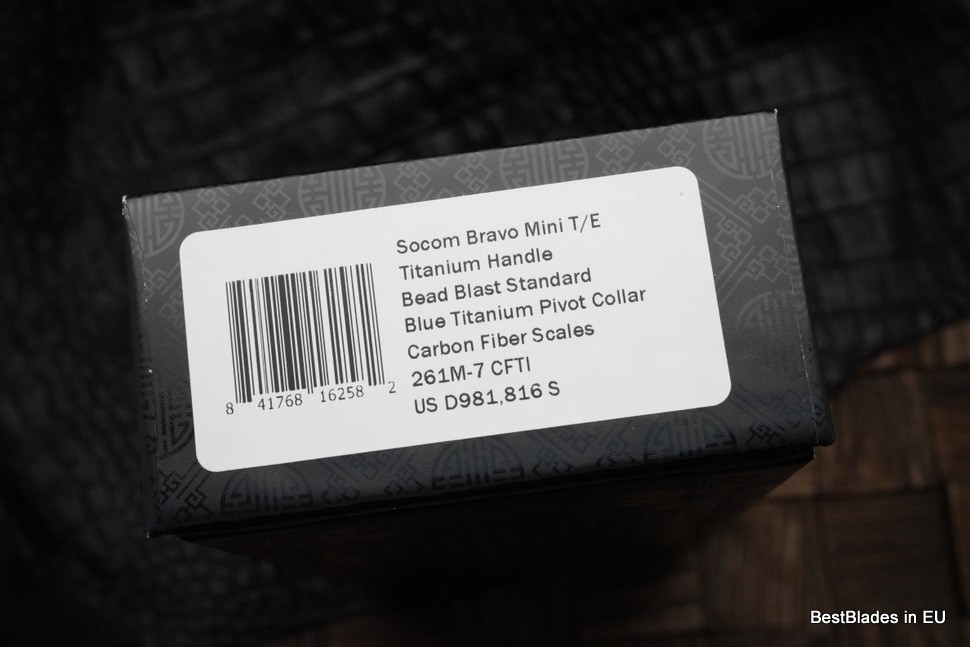 Socom Bravo Mini T/E
Titanium Handle
Bead Blast Standard
Blue Titanium Pivot Collar
Carbon Fiber Scales
261M-7 CFTI
US D981,816 S
8 41768 16258 2
BestBlades in EU